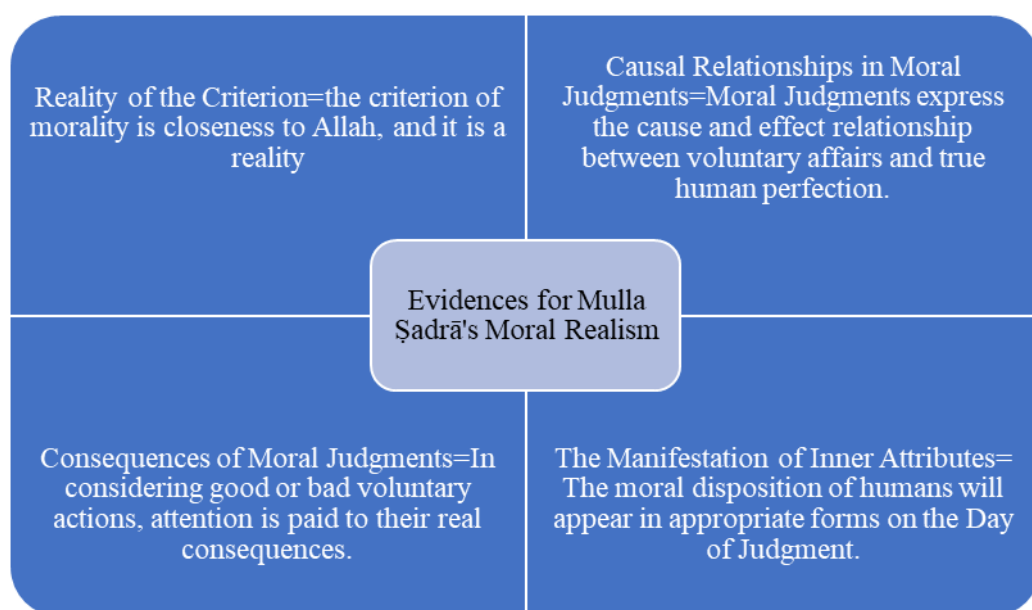 Reality of the Criterion=the criterion of
morality is closeness to Allah, and it is a
reality
Causal Relationships in Moral
Judgments=Moral Judgments express
the cause and effect relationship
between voluntary affairs and true
human perfection.
Evidences for Mulla
Ṣadrā's Moral Realism
Consequences of Moral Judgments=In
considering good or bad voluntary
actions, attention is paid to their real
consequences.
The Manifestation of Inner Attributes=
The moral disposition of humans will
appear in appropriate forms on the Day
of Judgment.